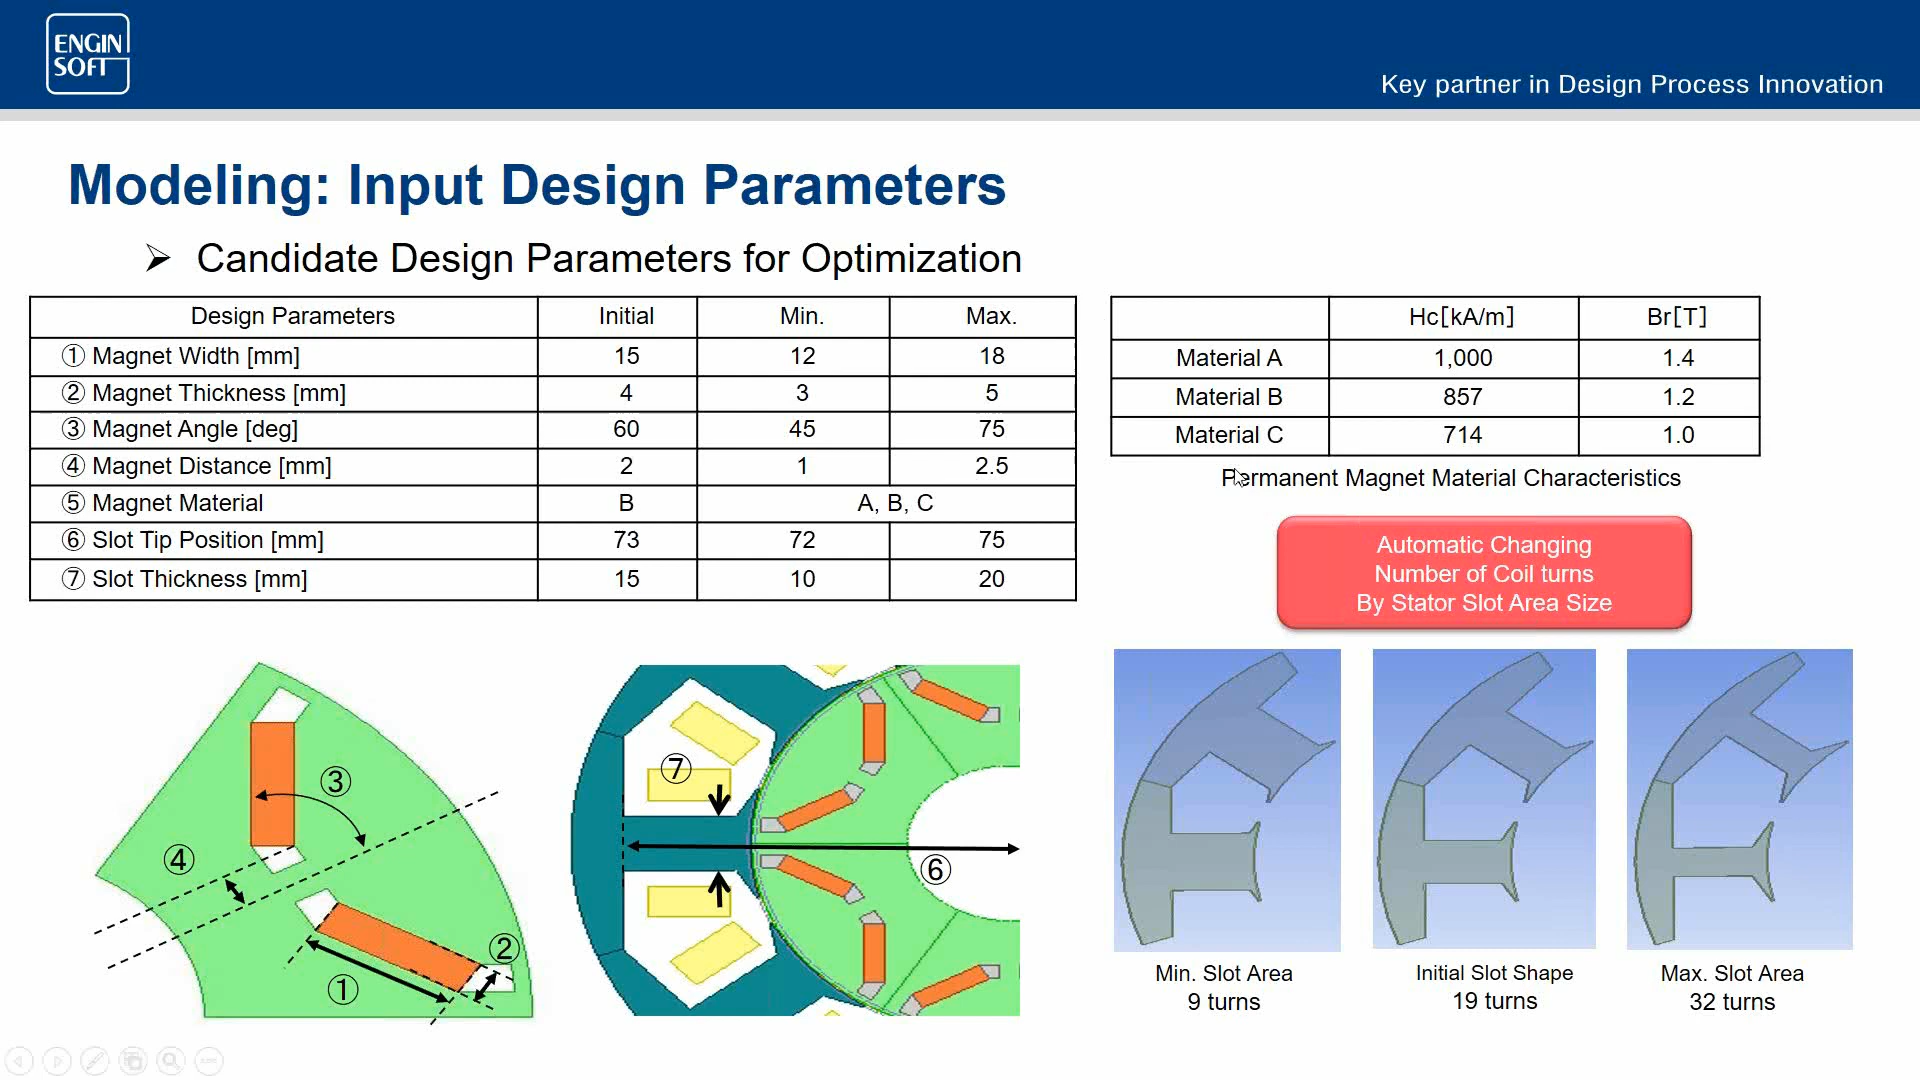 ENGIN
SOFT
Key partner in Design Process Innovation
Modeling: Input Design Parameters
➢ Candidate Design Parameters for Optimization
Design Parameters Initial Min. Max.
① Magnet Width [mm] 15 12 18
② Magnet Thickness [mm] 4 3 5
③ Magnet Angle [deg] 60 45 75
④ Magnet Distance [mm] 2 1 2.5
⑤ Magnet Material B A, B, C
⑥ Slot Tip Position [mm] 73 72 75
⑦ Slot Thickness [mm] 15 10 20
Hc[kA/m] Br[T]
Material A 1,000 1.4
Material B 857 1.2
Material C 714 1.0
Permanent Magnet Material Characteristics
Automatic Changing
Number of Coil turns
By Stator Slot Area Size
③
④
②
①
⑦
⑥
Min. Slot Area
9 turns
Initial Slot Shape
19 turns
Max. Slot Area
32 turns